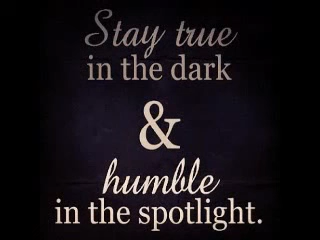 Stay true
in the dark
&
humble
in the spotlight.